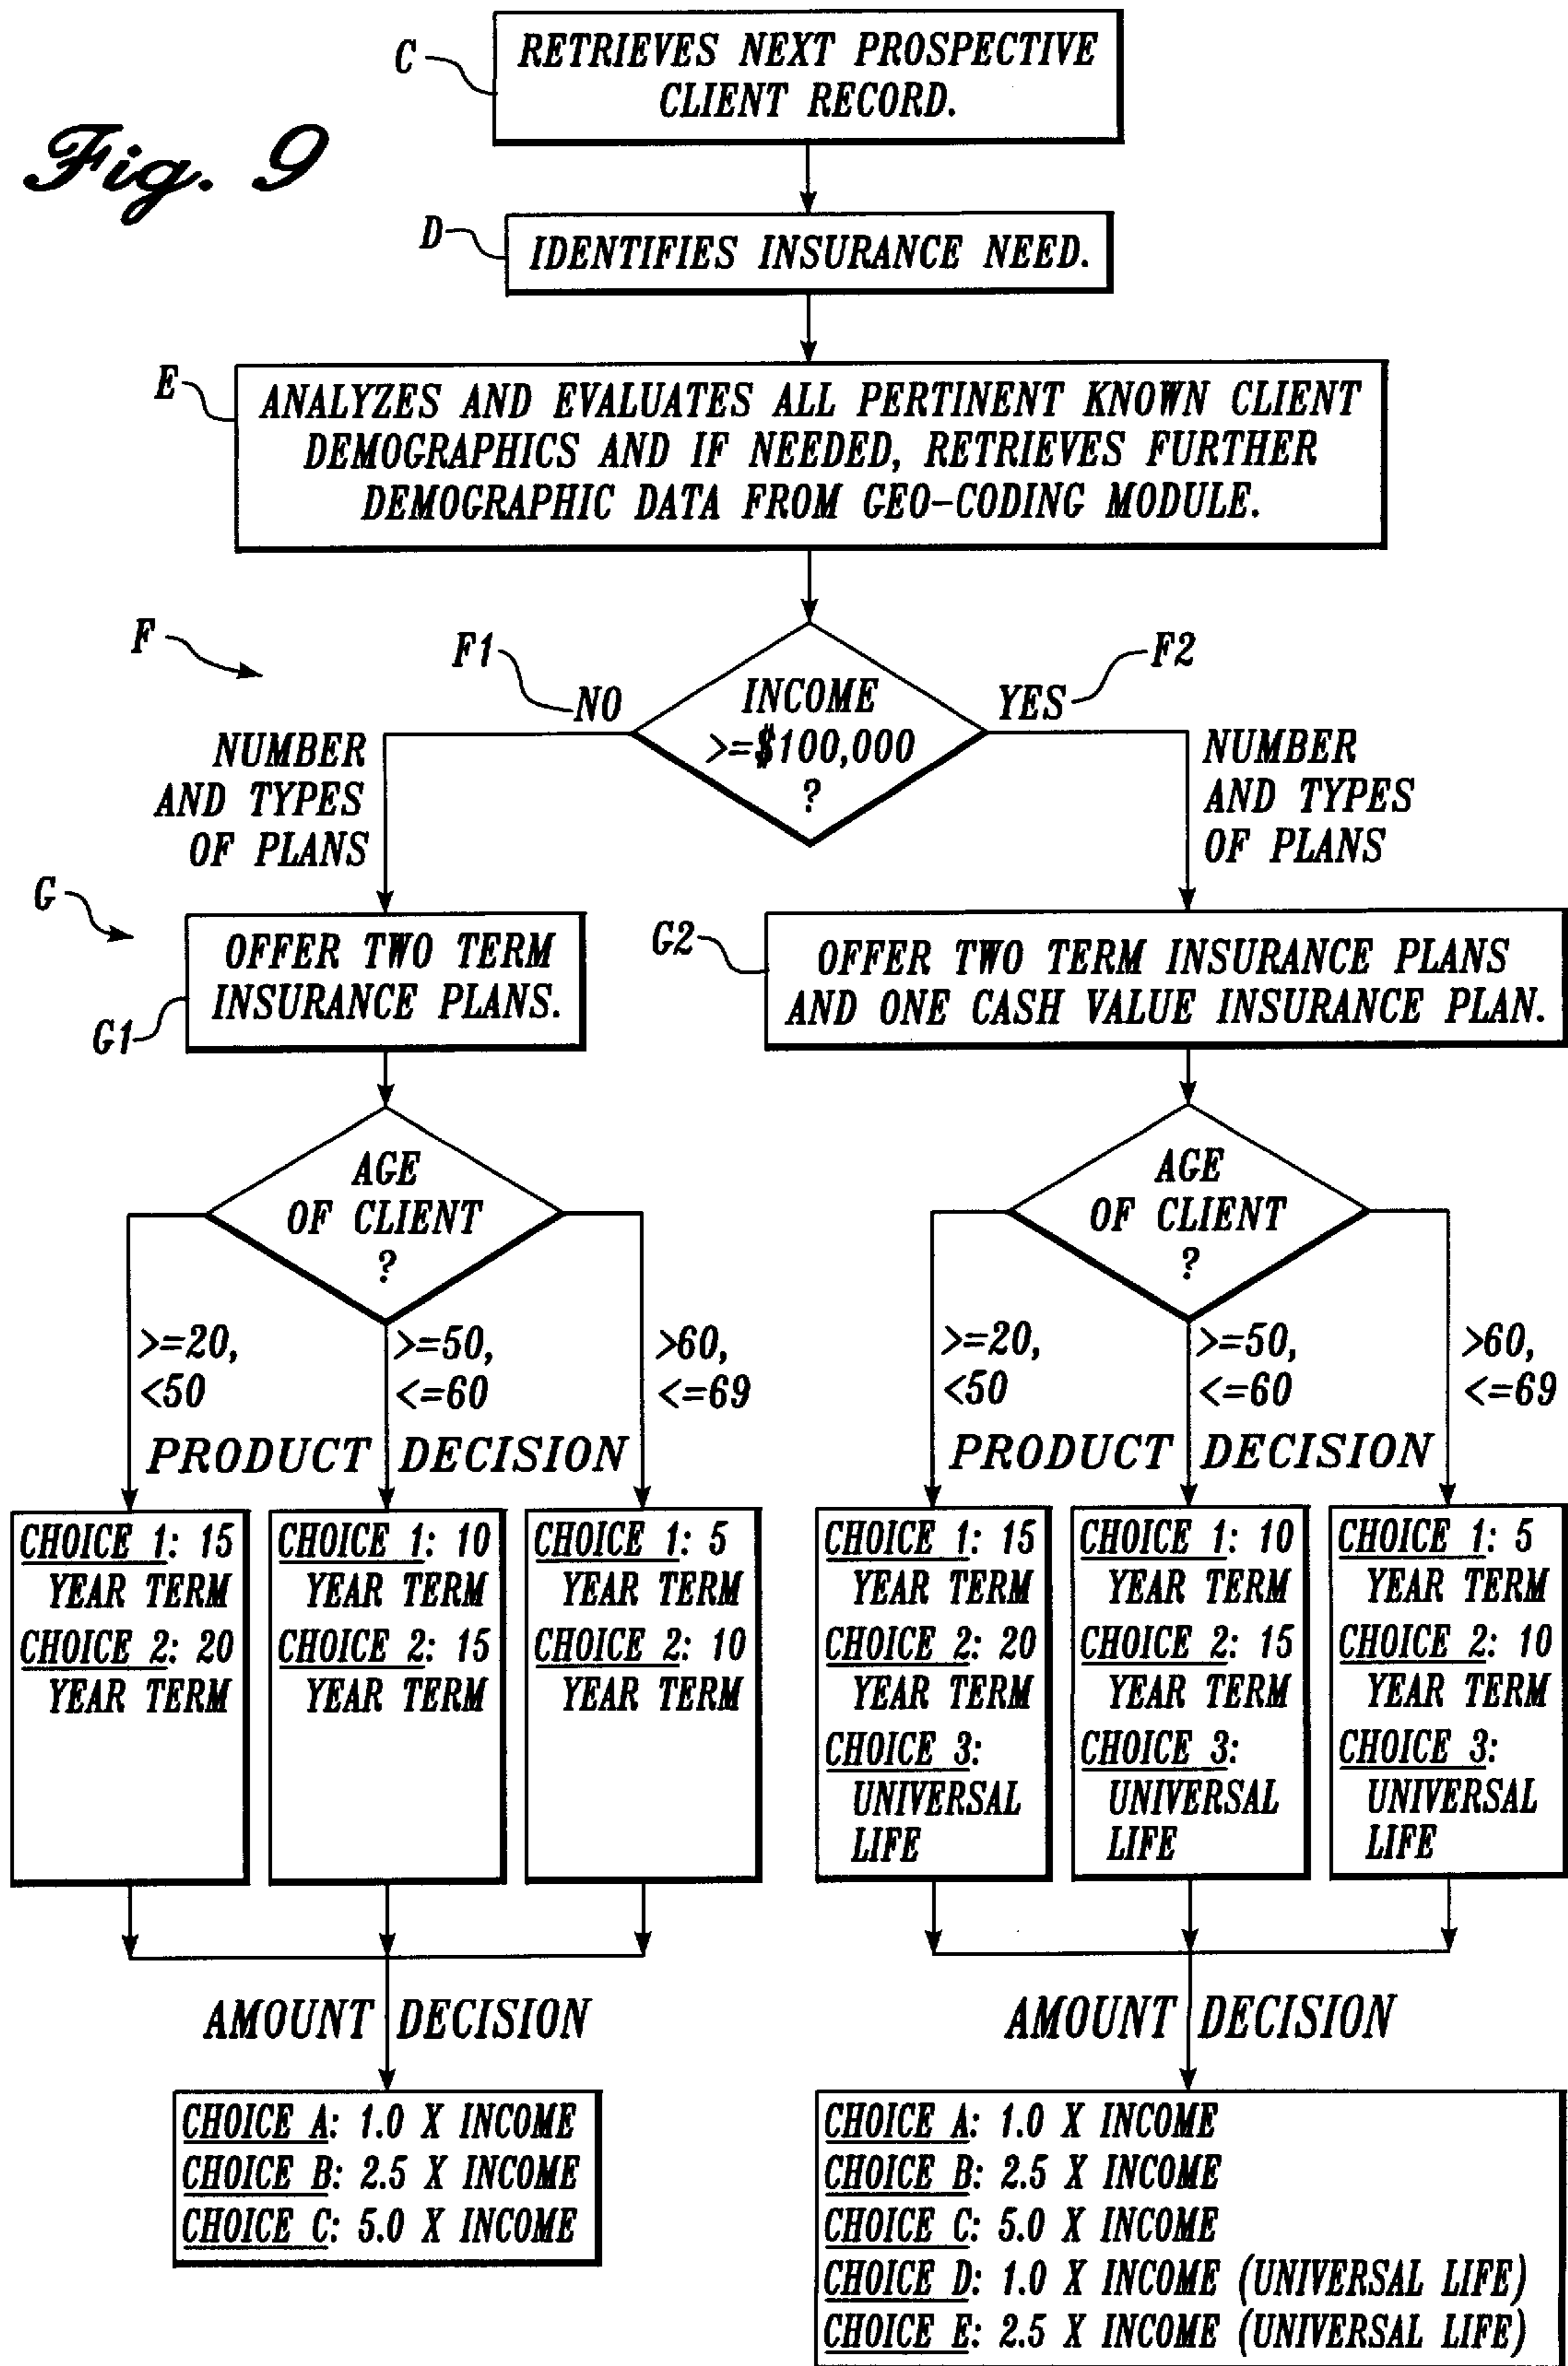 Fig. 9
C
RETRIEVES NEXT PROSPECTIVE
CLIENT RECORD.
D
IDENTIFIES INSURANCE NEED.
E
ANALYZES AND EVALUATES ALL PERTINENT KNOWN CLIENT
DEMOGRAPHICS AND IF NEEDED, RETRIEVES FURTHER
DEMOGRAPHIC DATA FROM GEO-CODING MODULE.
F
F1
NO
INCOME
>=$100,000
?
YES
F2
NUMBER
AND TYPES
OF PLANS
NUMBER
AND TYPES
OF PLANS
G
OFFER TWO TERM
INSURANCE PLANS.
G1
G2
OFFER TWO TERM INSURANCE PLANS
AND ONE CASH VALUE INSURANCE PLAN.
AGE
OF CLIENT
?
>=20,
<50
>=50,
<=60
>60,
<=69
PRODUCT DECISION
CHOICE 1: 15
YEAR TERM
CHOICE 2: 20
YEAR TERM
CHOICE 1: 10
YEAR TERM
CHOICE 2: 15
YEAR TERM
CHOICE 1: 5
YEAR TERM
CHOICE 2: 10
YEAR TERM
AMOUNT DECISION
CHOICE A: 1.0 X INCOME
CHOICE B: 2.5 X INCOME
CHOICE C: 5.0 X INCOME
AGE
OF CLIENT
?
>=20,
<50
>=50,
<=60
>60,
<=69
PRODUCT DECISION
CHOICE 1: 15
YEAR TERM
CHOICE 2: 20
YEAR TERM
CHOICE 3:
UNIVERSAL
LIFE
CHOICE 1: 10
YEAR TERM
CHOICE 2: 15
YEAR TERM
CHOICE 3:
UNIVERSAL
LIFE
CHOICE 1: 5
YEAR TERM
CHOICE 2: 10
YEAR TERM
CHOICE 3:
UNIVERSAL
LIFE
AMOUNT DECISION
CHOICE A: 1.0 X INCOME
CHOICE B: 2.5 X INCOME
CHOICE C: 5.0 X INCOME
CHOICE D: 1.0 X INCOME (UNIVERSAL LIFE)
CHOICE E: 2.5 X INCOME (UNIVERSAL LIFE)